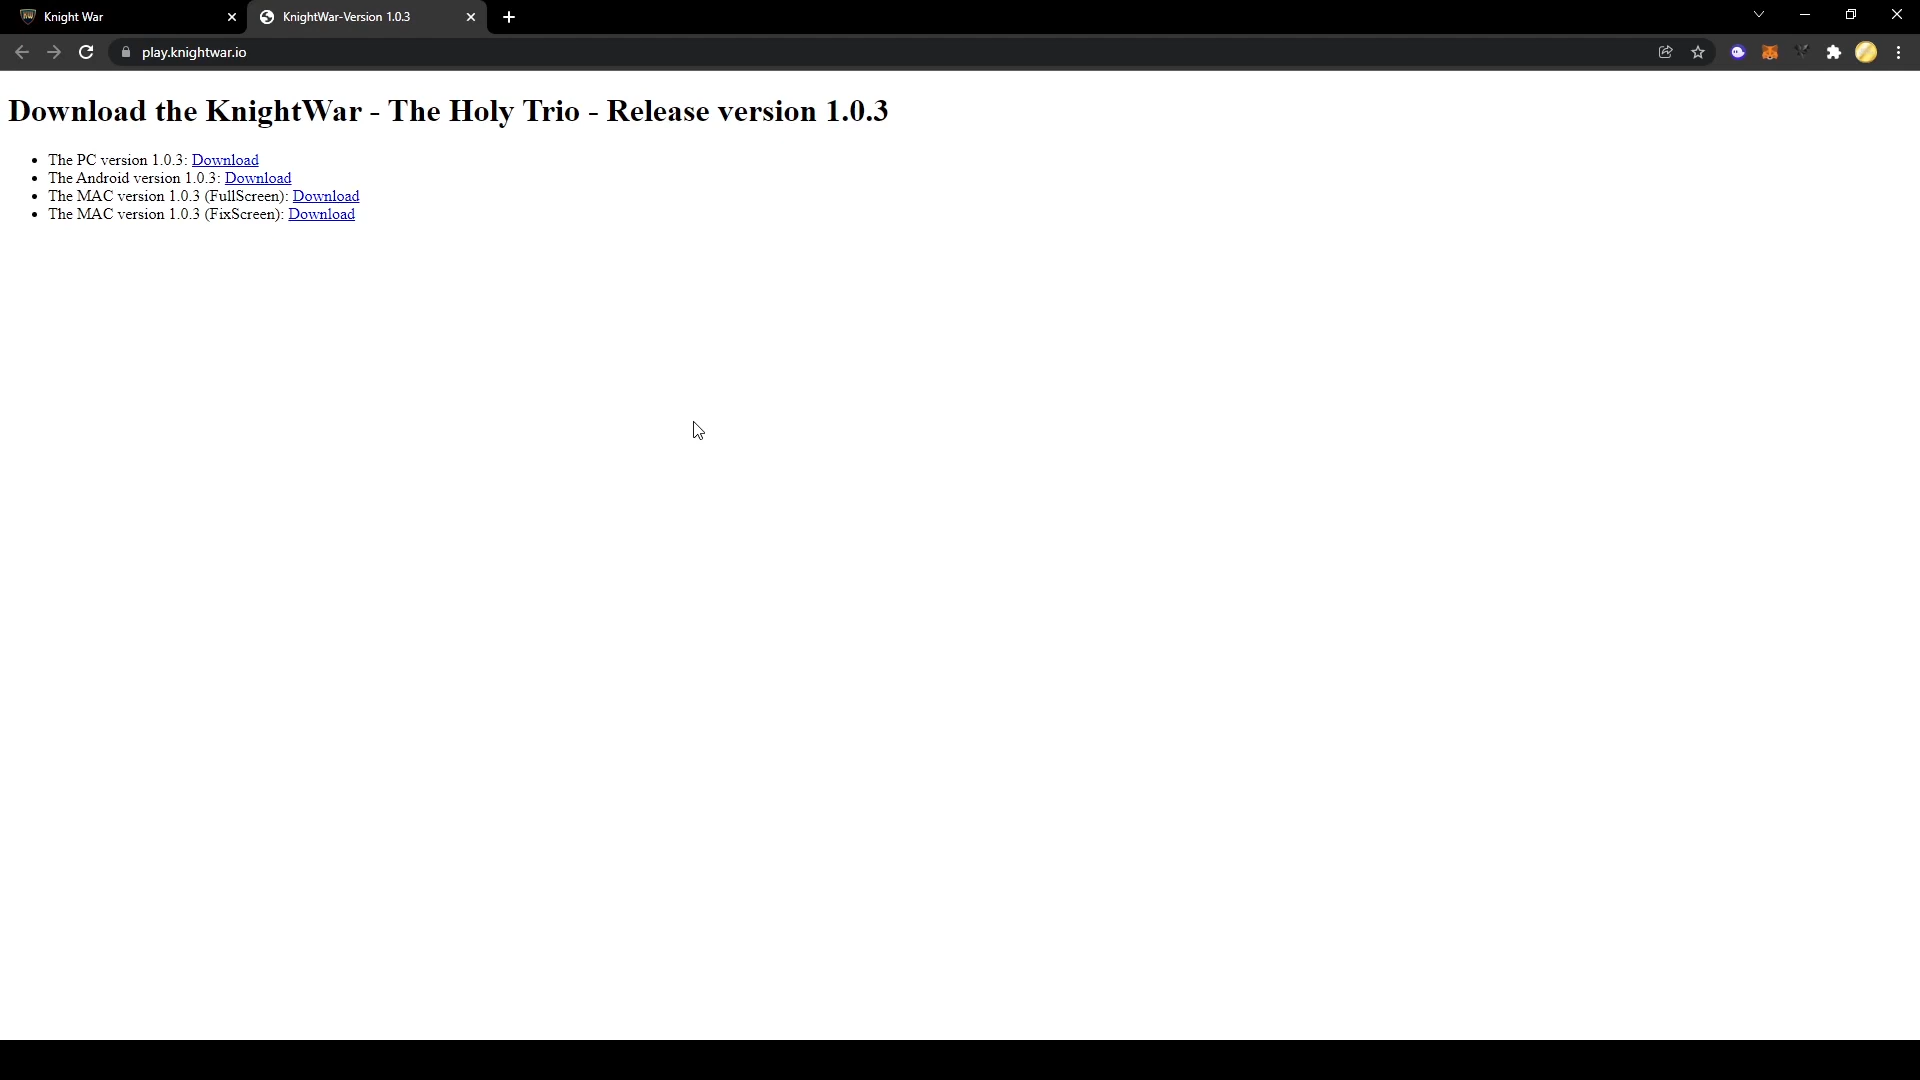 Knight War
KnightWar-Version 1.0.3
play.knightwar.io
Download the KnightWar - The Holy Trio - Release version 1.0.3
The PC version 1.0.3: Download
The Android version 1.0.3: Download
The MAC version 1.0.3 (FullScreen): Download
The MAC version 1.0.3 (FixScreen): Download